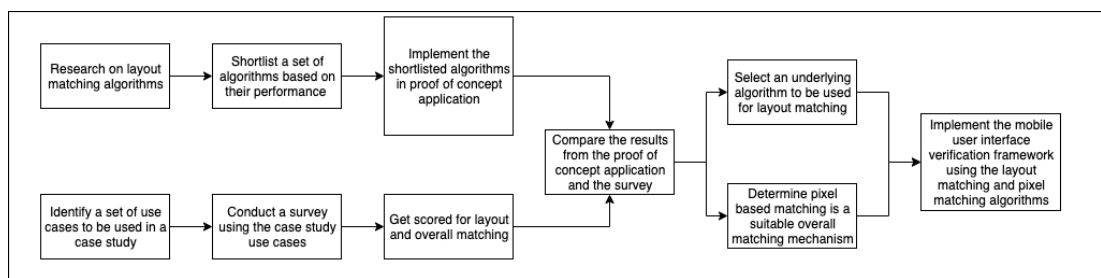 Research on layout
matching algorithms
Shortlist a set of
algorithms based on
their performance
Implement the
shortlisted algorithms
in proof of concept
application
Identify a set of use
cases to be used in a
case study
Conduct a survey
using the case study
use cases
Get scored for layout
and overall matching
Compare the results
from the proof of
concept application
and the survey
Select an underlying
algorithm to be used
for layout matching
Determine pixel
based matching is a
suitable overall
matching mechanism
Implement the mobile
user interface
verification framework
using the layout
matching and pixel
matching algorithms